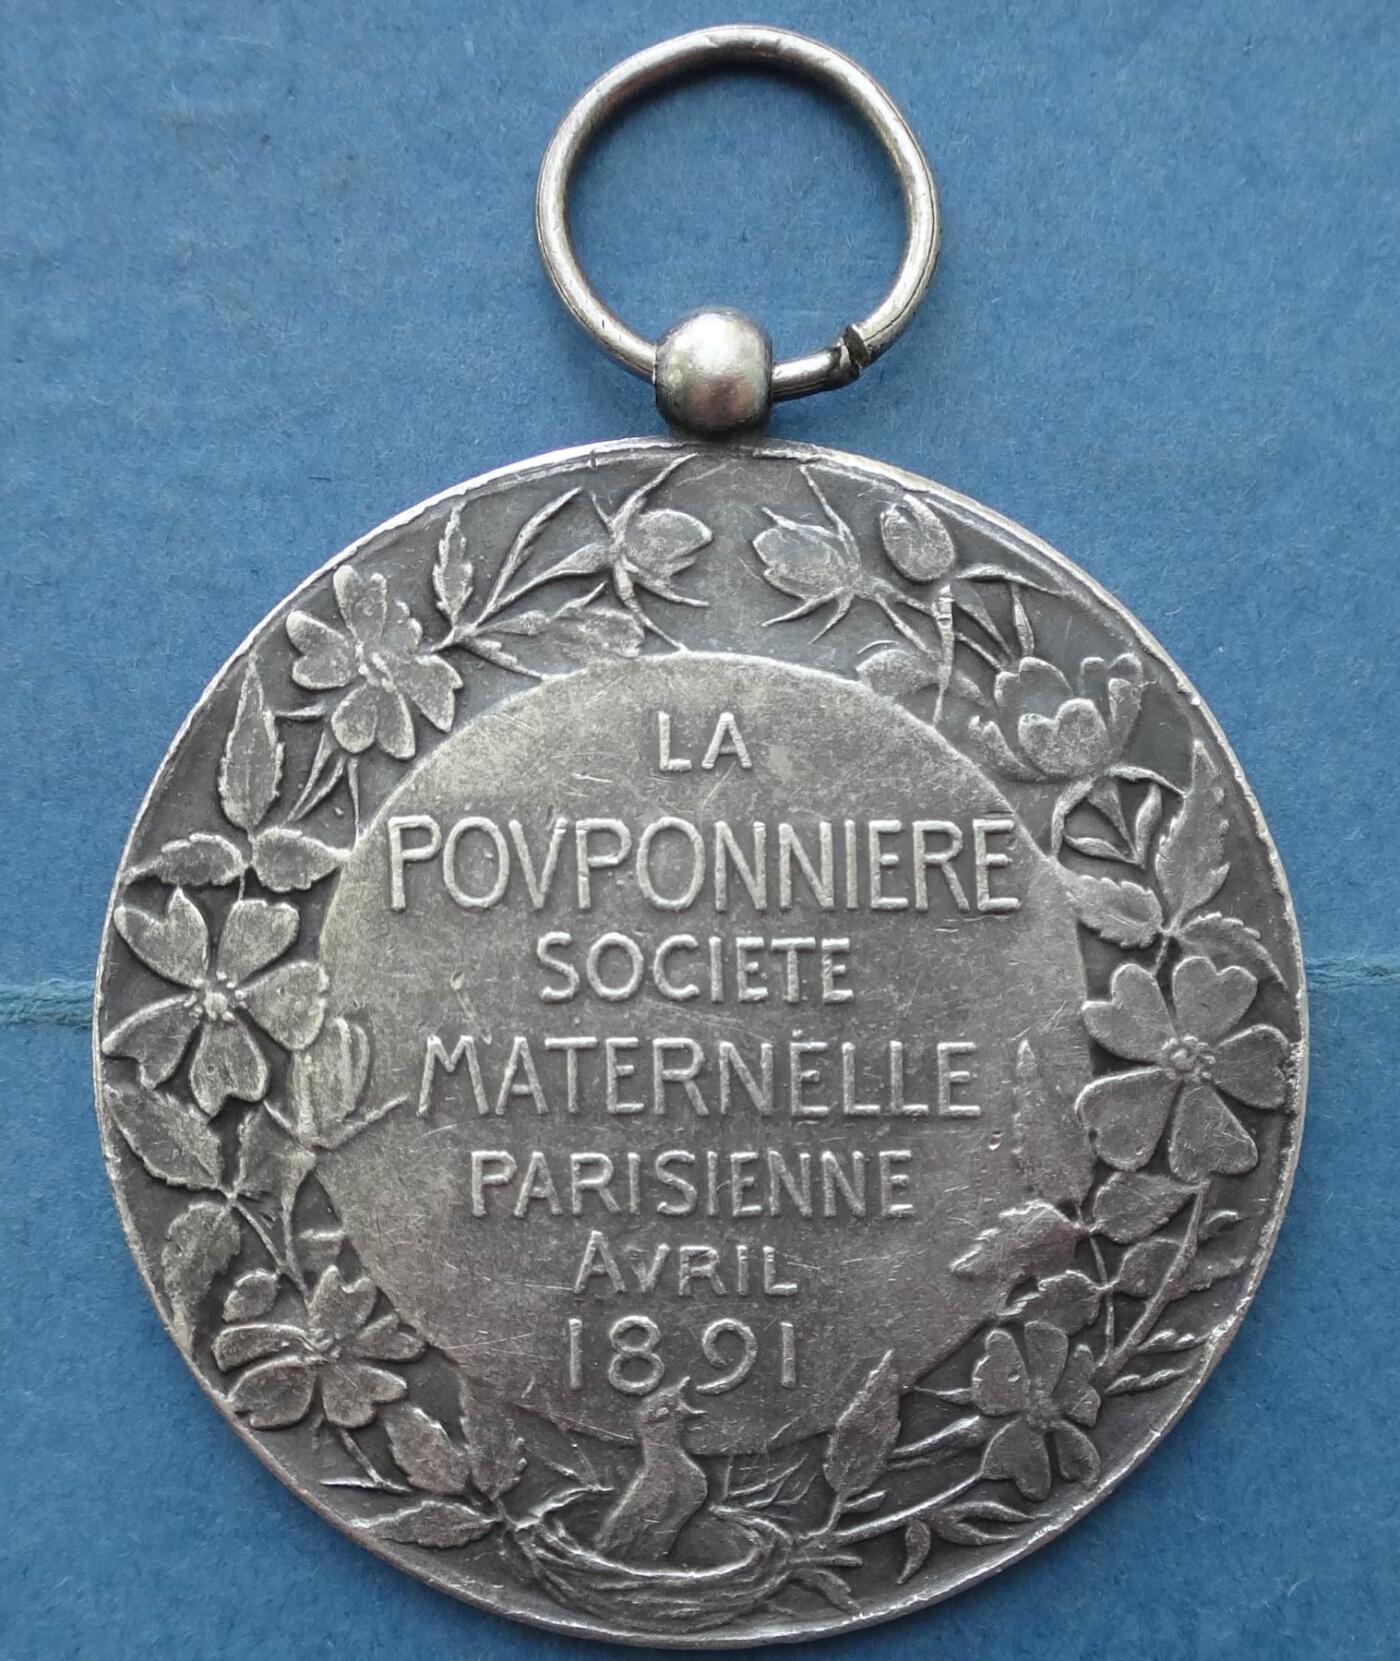 LA
POVPONNIERE
SOCIETE
MATERNELLE
PARISIENNE
AVRIL
1891